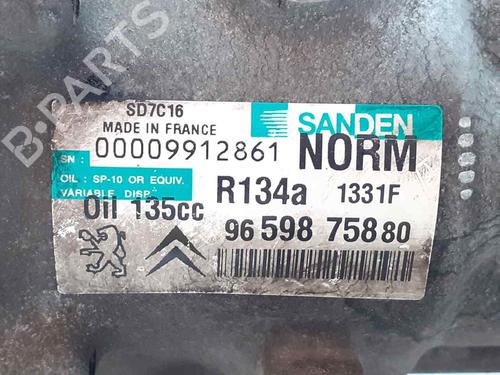 SD7C16
MADE IN FRANCE
SANDEN
SN :
00009912861
NORM
OIL : SP-10 OR EQUIV.
VARIABLE DISP.
R134a 1331F
Oil 135cc
96 598 758 80
B-PARTS